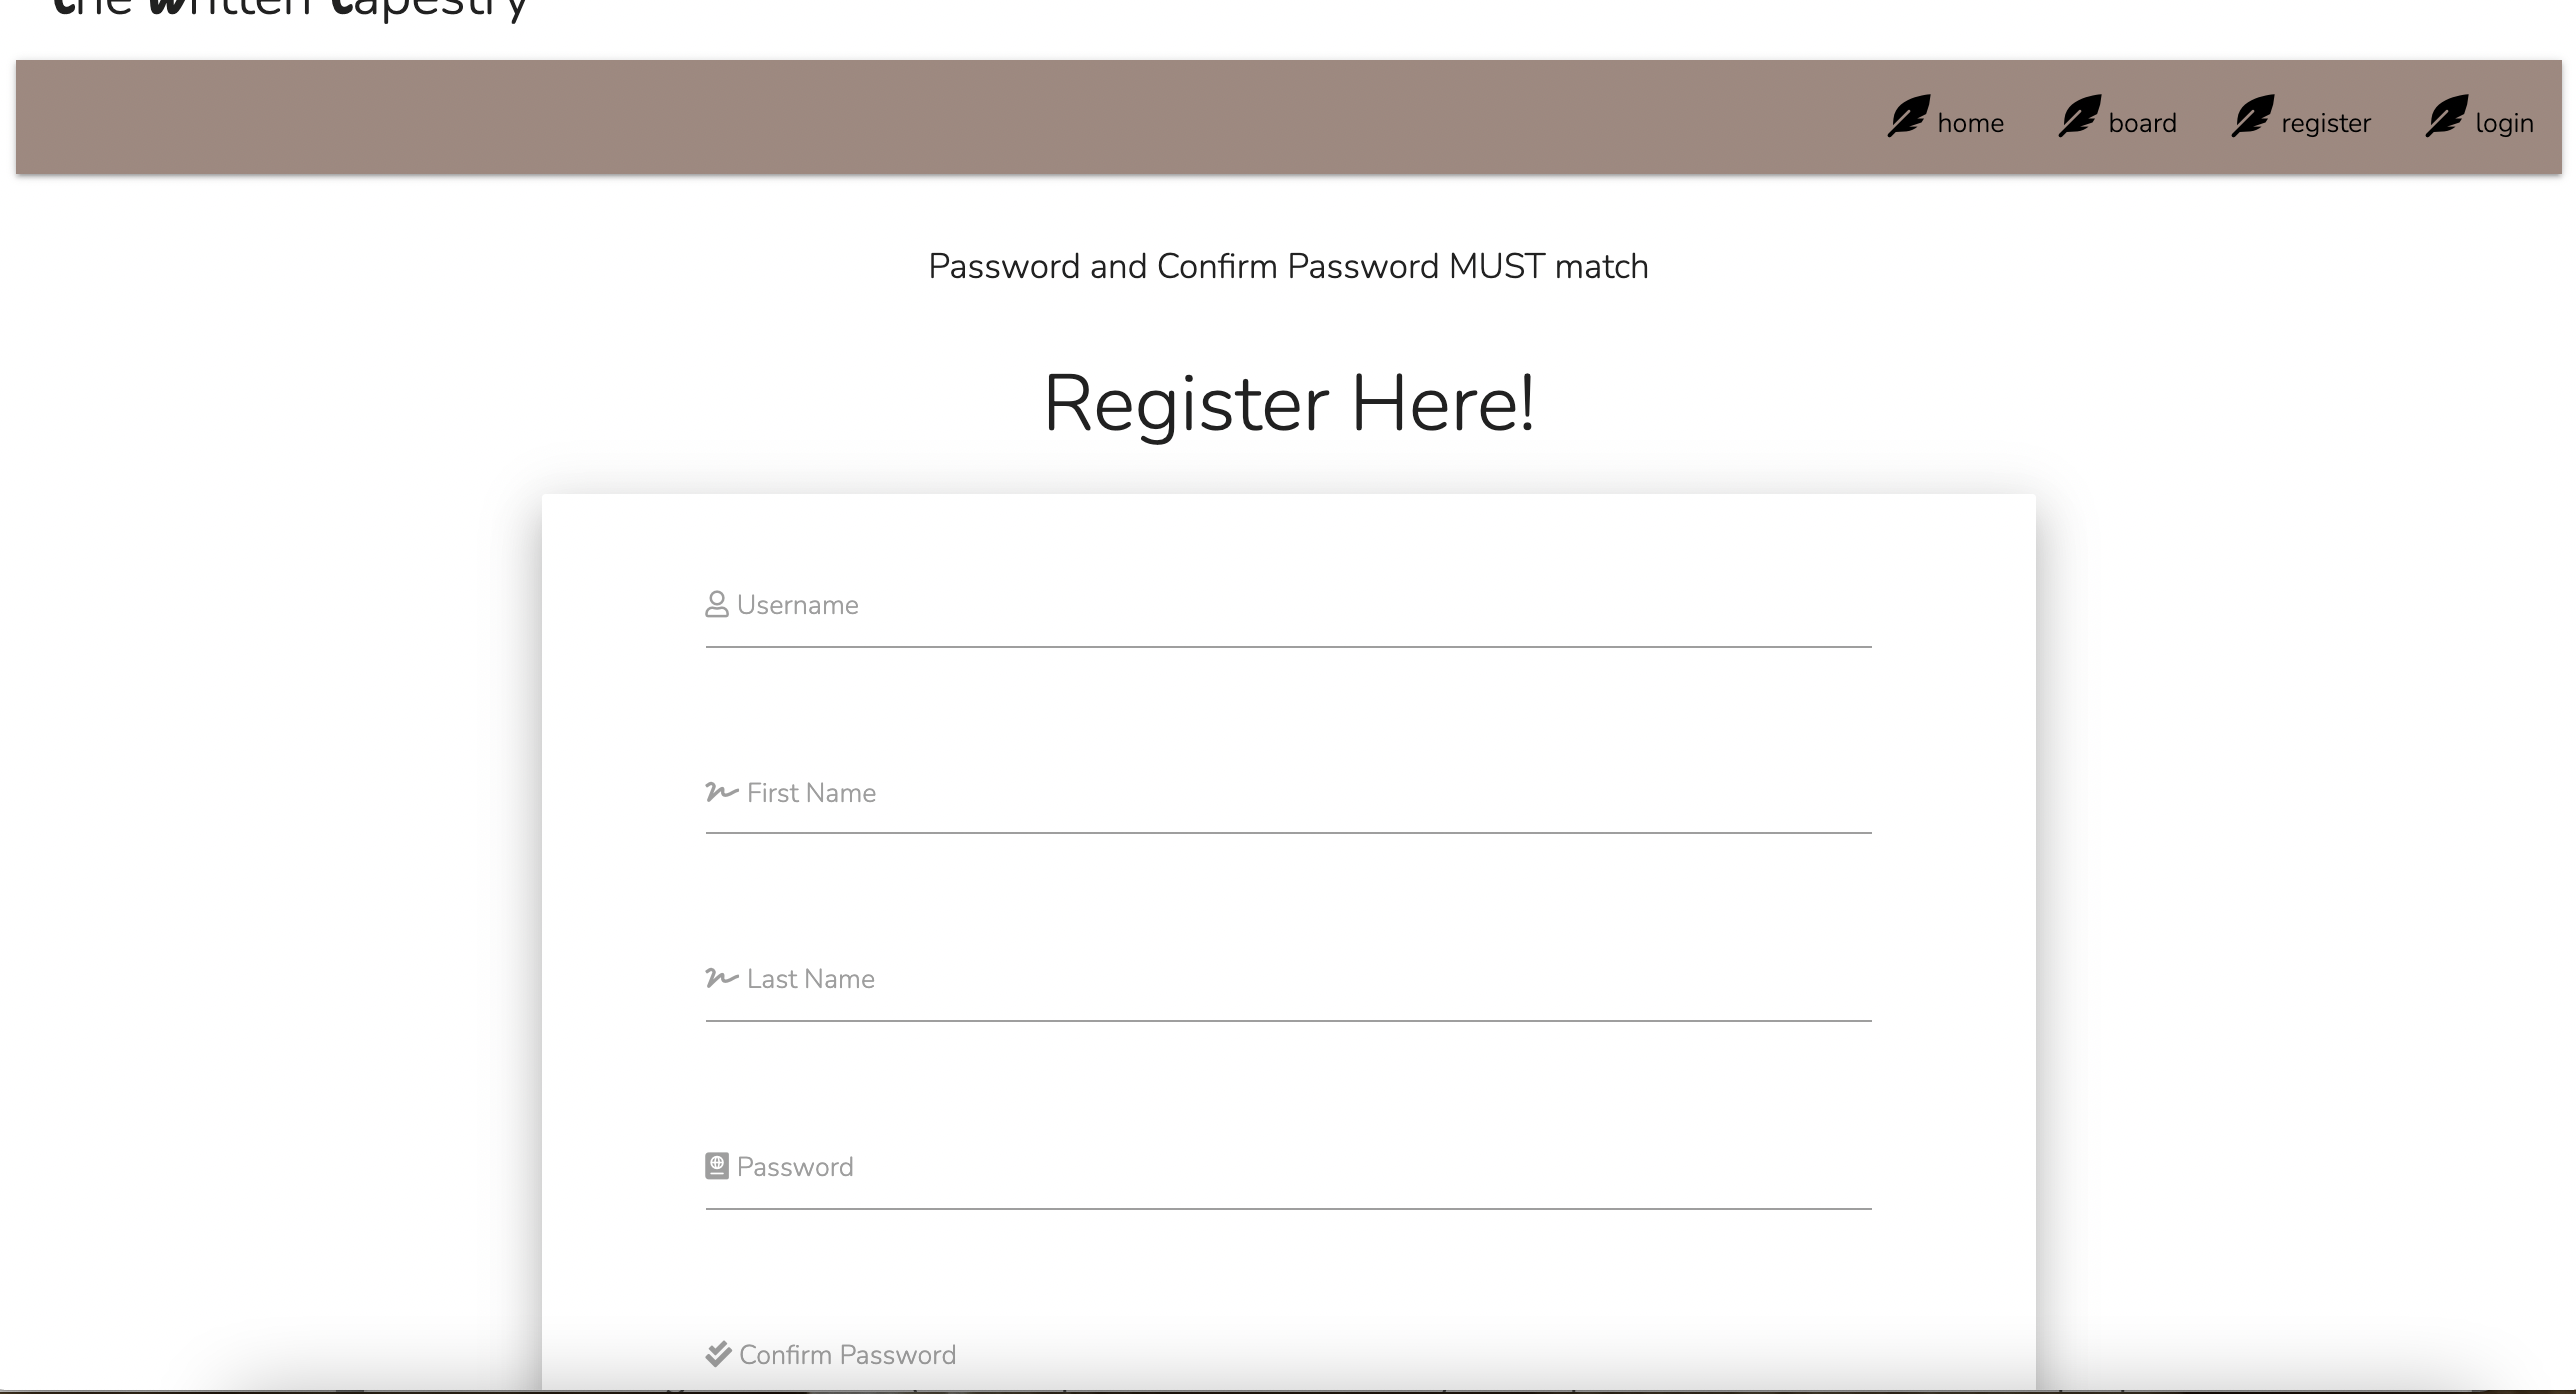 the written tapestry
home board register login
Password and Confirm Password MUST match
Register Here!
Username
First Name
Last Name
Password
Confirm Password